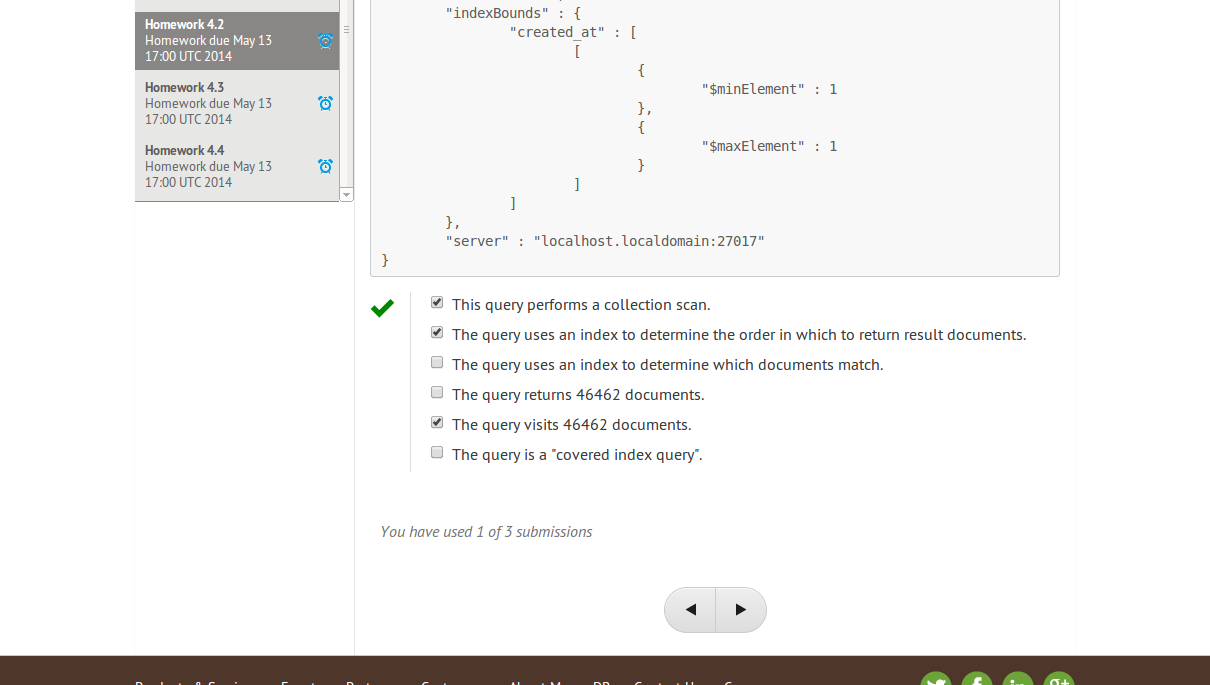 Homework 4.2
Homework due May 13
17:00 UTC 2014
Homework 4.3
Homework due May 13
17:00 UTC 2014
Homework 4.4
Homework due May 13
17:00 UTC 2014
"indexBounds" : {
"created_at" : [
[
{
"$minElement" : 1
},
{
"$maxElement" : 1
}
]
]
},
"server" : "localhost.localdomain:27017"
}
This query performs a collection scan.
The query uses an index to determine the order in which to return result documents.
The query uses an index to determine which documents match.
The query returns 46462 documents.
The query visits 46462 documents.
The query is a "covered index query".
You have used 1 of 3 submissions